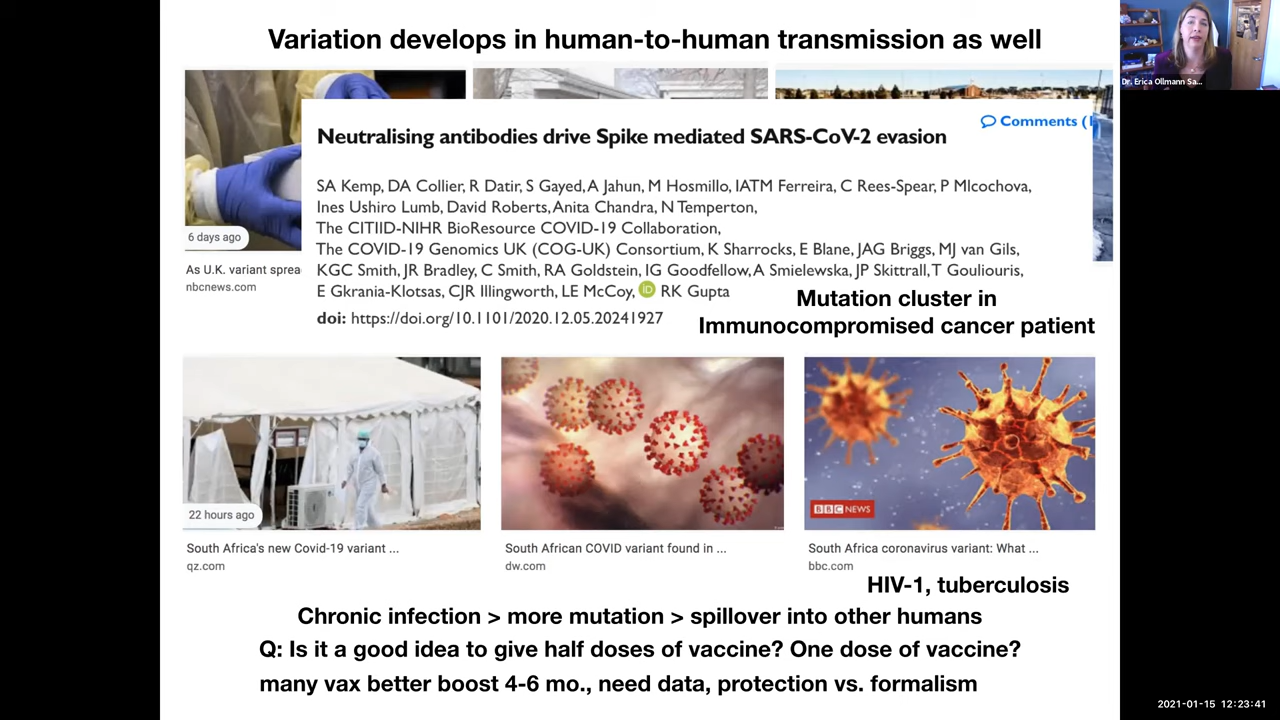 Variation develops in human-to-human transmission as well
Dr. Erica Ollmann Sa...
Comments (
Neutralising antibodies drive Spike mediated SARS-CoV-2 evasion
SA Kemp, DA Collier, R Datir, S Gayed, A Jahun, M Hosmillo, IATM Ferreira, C Rees-Spear, P Mlcochova,
Ines Ushiro Lumb, David Roberts, Anita Chandra, N Temperton,
The CITIID-NIHR BioResource COVID-19 Collaboration,
The COVID-19 Genomics UK (COG-UK) Consortium, K Sharrocks, E Blane, JAG Briggs, MJ van Gils,
KGC Smith, JR Bradley, C Smith, RA Goldstein, IG Goodfellow, A Smielewska, JP Skittrall, T Gouliouris,
E Gkrania-Klotsas, CJR Illingworth, LE McCoy, iD RK Gupta
doi: https://doi.org/10.1101/2020.12.05.20241927
6 days ago
As U.K. variant sprea
nbcnews.com
Mutation cluster in
Immunocompromised cancer patient
22 hours ago
BBC NEWS
South Africa's new Covid-19 variant ...
qz.com
South African COVID variant found in ...
dw.com
South Africa coronavirus variant: What ...
bbc.com
HIV-1, tuberculosis
Chronic infection > more mutation > spillover into other humans
Q: Is it a good idea to give half doses of vaccine? One dose of vaccine?
many vax better boost 4-6 mo., need data, protection vs. formalism
2021-01-15 12:23:41